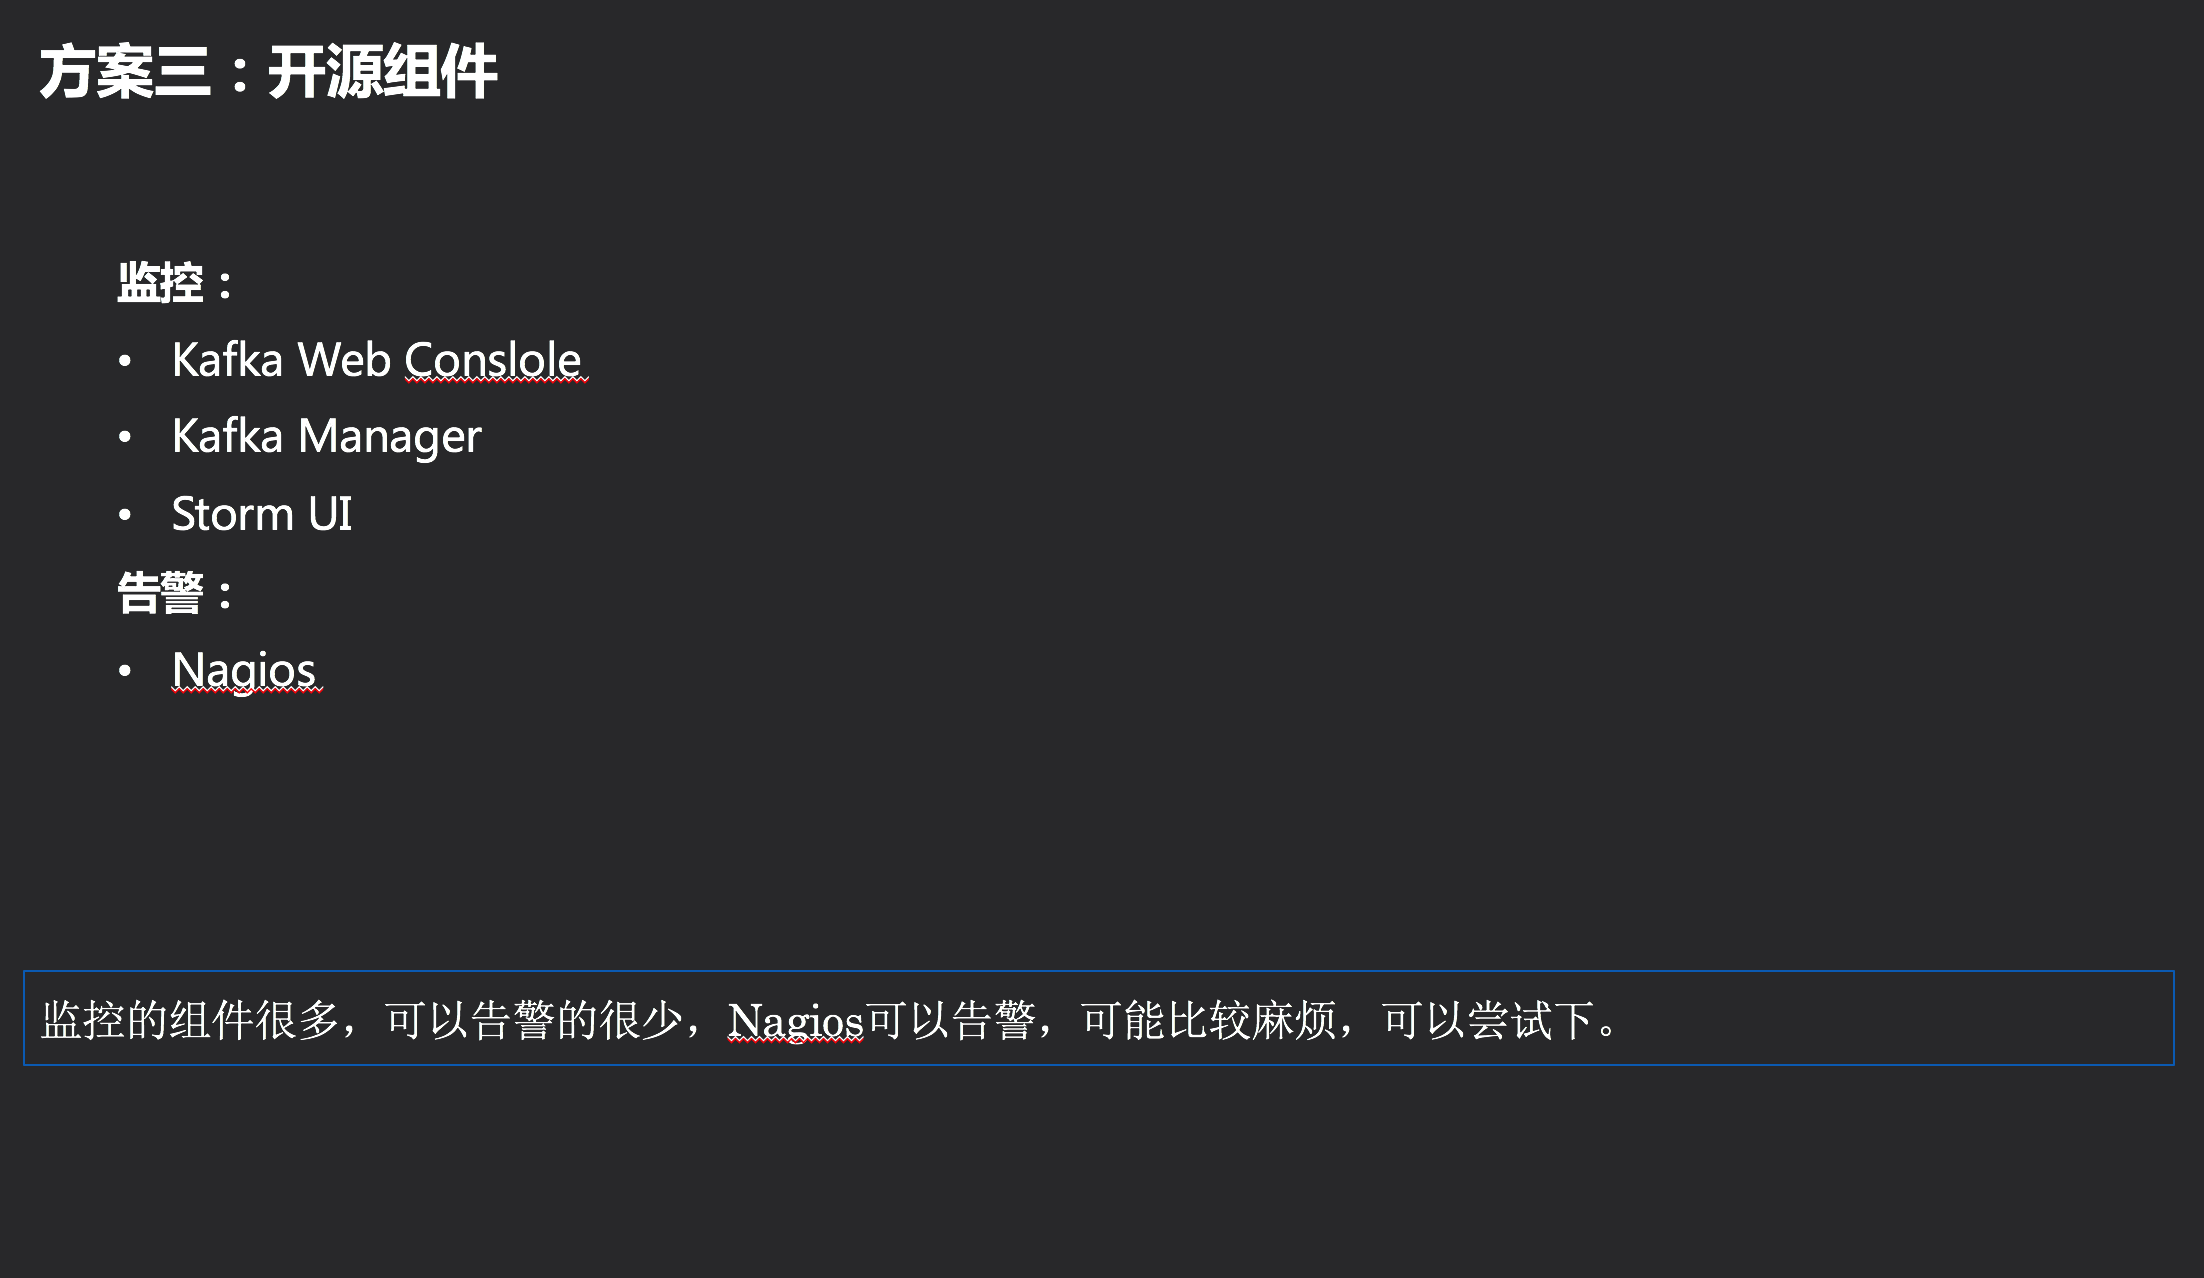 方案三：开源组件
监控：
• Kafka Web Conslole
• Kafka Manager
• Storm UI
告警：
• Nagios
监控的组件很多，可以告警的很少，Nagios可以告警，可能比较麻烦，可以尝试下。